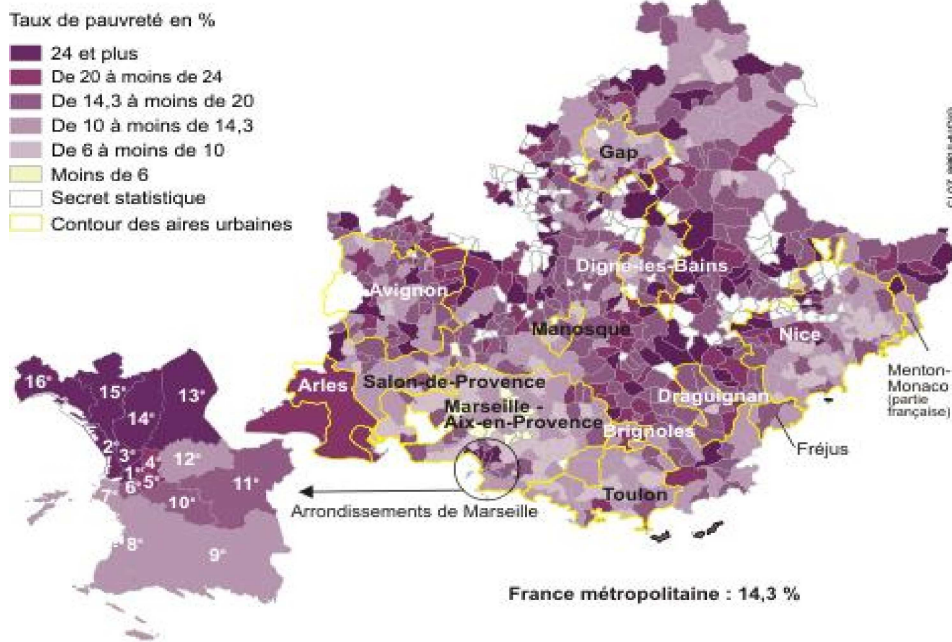 Taux de pauvreté en %
24 et plus
De 20 à moins de 24
De 14,3 à moins de 20
De 10 à moins de 14,3
De 6 à moins de 10
Moins de 6
Secret statistique
Contour des aires urbaines
Gap
Digne-les-Bains
Avignon
Manosque
Nice
Menton-
Monaco
(partie
française)
Arles
Salon-de-Provence
Marseille -
Aix-en-Provence
Draguignan
Brignoles
Fréjus
Toulon
Arrondissements de Marseille
16e
15e
13e
14e
2e
3e
4e
12e
1e
5e
11e
6e
7e
10e
8e
9e
France métropolitaine : 14,3 %